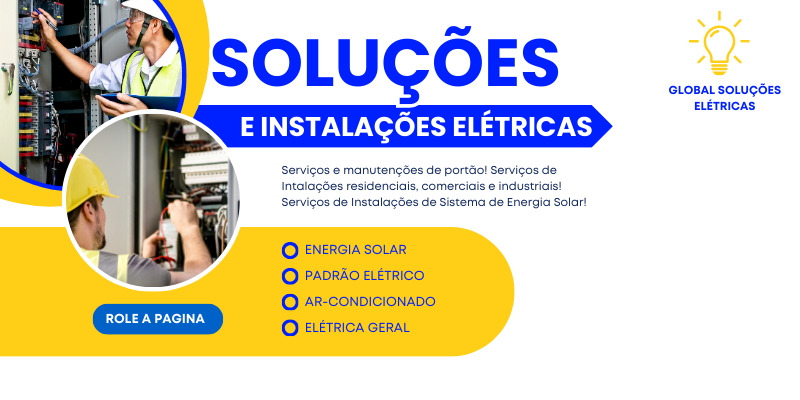 SOLUÇÕES
E INSTALAÇÕES ELÉTRICAS
GLOBAL SOLUÇÕES
ELÉTRICAS
Serviços e manutenções de portão! Serviços de
Intalações residenciais, comerciais e industriais!
Serviços de Instalações de Sistema de Energia Solar!
ENERGIA SOLAR
PADRÃO ELÉTRICO
AR-CONDICIONADO
ELÉTRICA GERAL
ROLE A PAGINA